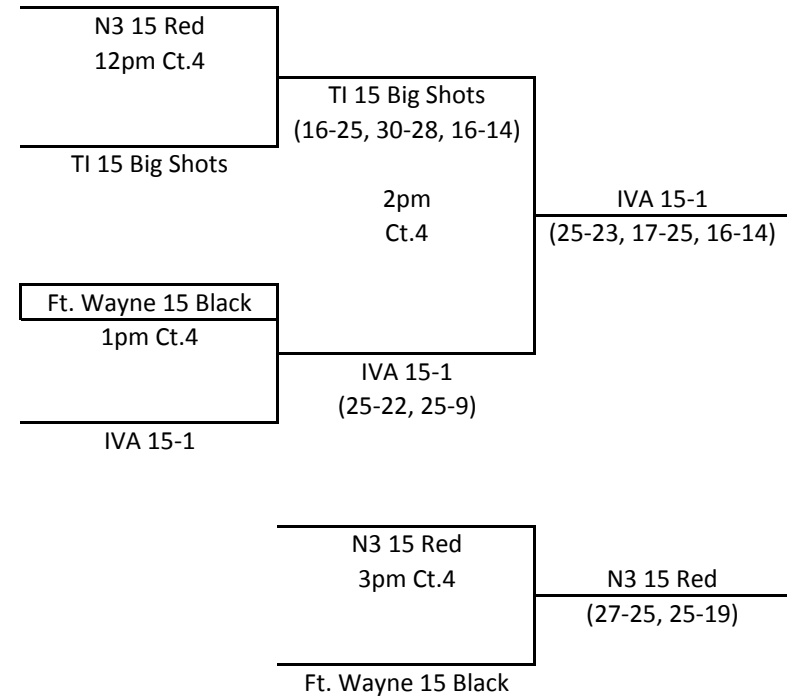 N3 15 Red
12pm Ct.4
TI 15 Big Shots
TI 15 Big Shots
(16-25, 30-28, 16-14)
2pm
Ct.4
IVA 15-1
(25-23, 17-25, 16-14)
Ft. Wayne 15 Black
1pm Ct.4
IVA 15-1
IVA 15-1
(25-22, 25-9)
N3 15 Red
3pm Ct.4
Ft. Wayne 15 Black
N3 15 Red
(27-25, 25-19)